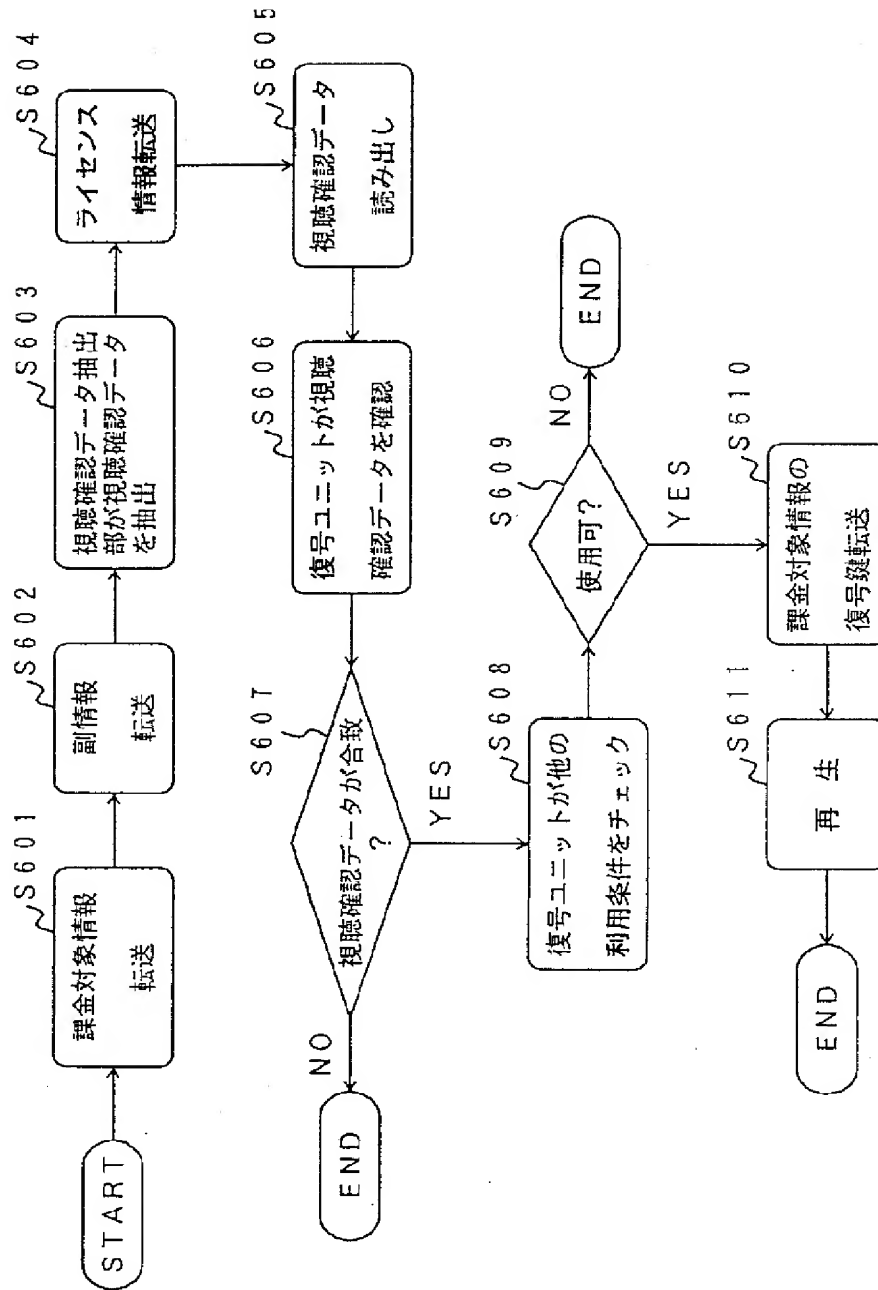 START
S601
課金対象情報
転送
S602
副情報
転送
S603
視聴確認データ抽出
部が視聴確認データ
を抽出
S604
ライセンス
情報転送
S605
視聴確認データ
読み出し
S606
復号ユニットが視聴
確認データを確認
S607
視聴確認データが合致
?
NO
END
YES
S608
復号ユニットが他の
利用条件をチェック
S609
使用可?
NO
END
YES
S610
課金対象情報の
復号鍵転送
S611
再生
END